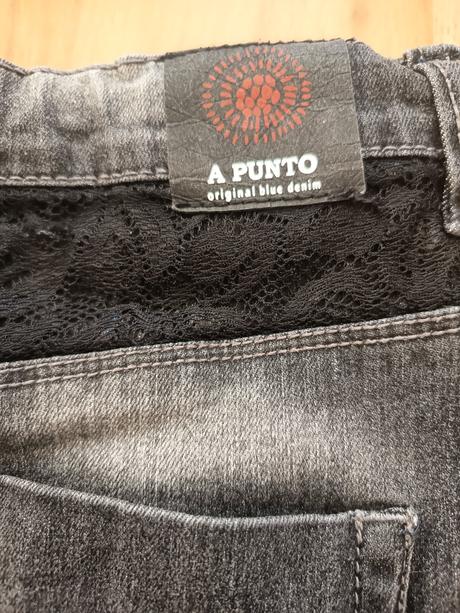 A PUNTO
original blue denim